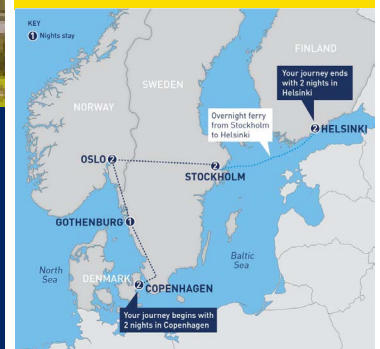 KEY
1 Nights stay
FINLAND
SWEDEN
NORWAY
Your journey ends
with 2 nights in
Helsinki
Overnight ferry
from Stockholm
to Helsinki
2 HELSINKI
OSLO 2
2
STOCKHOLM
GOTHENBURG 1
North
Sea
Baltic
Sea
DENMARK
2 COPENHAGEN
Your journey begins with
2 nights in Copenhagen